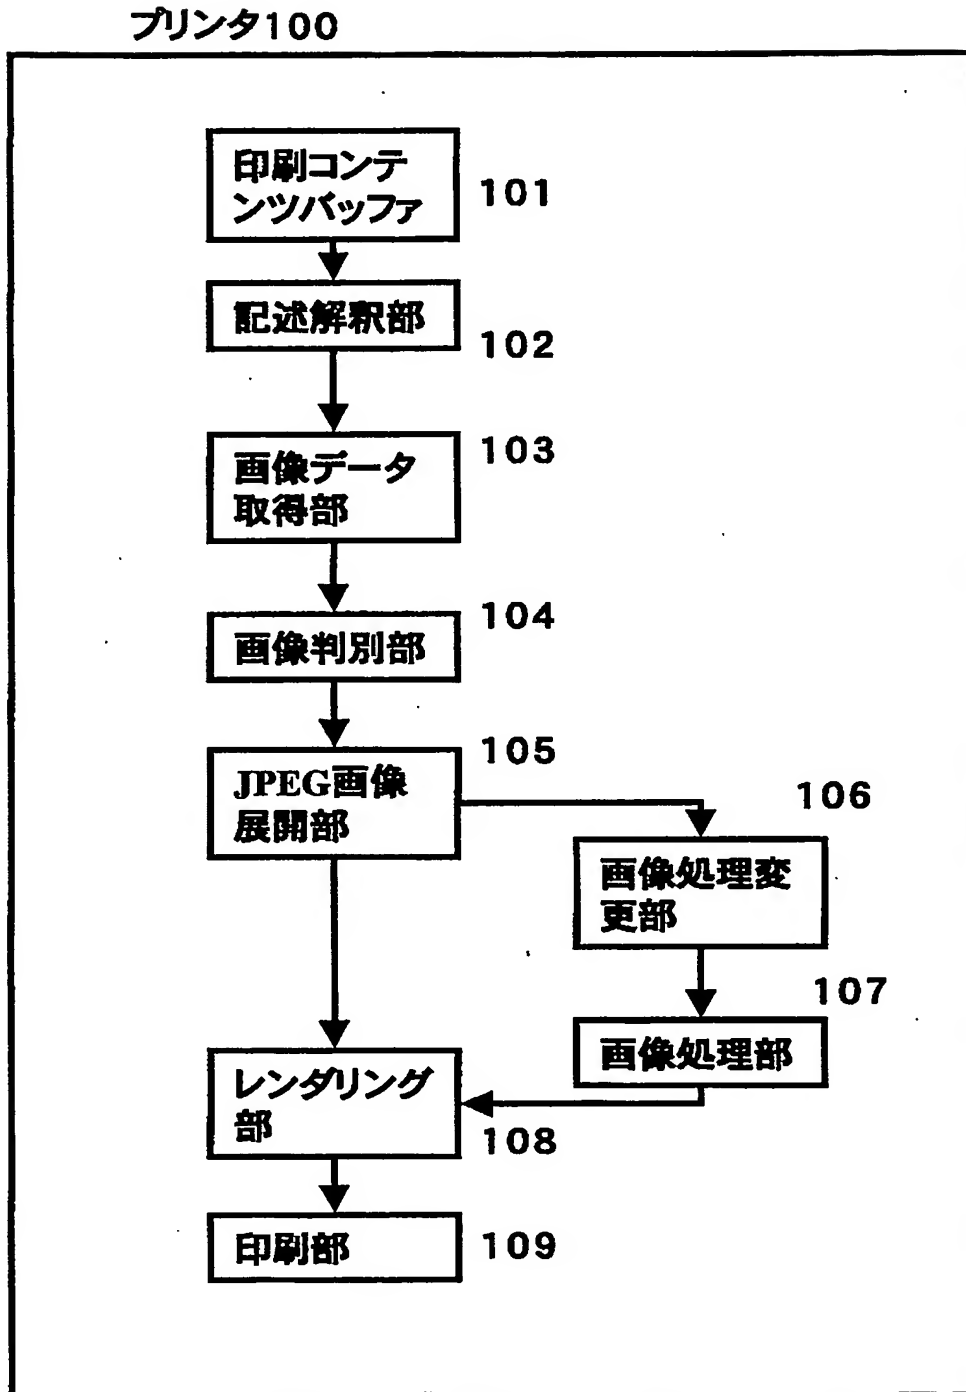 プリンタ100
印刷コンテ
ンツバッファ
101
記述解釈部
102
画像データ
取得部
103
画像判別部
104
JPEG画像
展開部
105
106
画像処理変
更部
107
画像処理部
レンダリング
部
108
印刷部
109